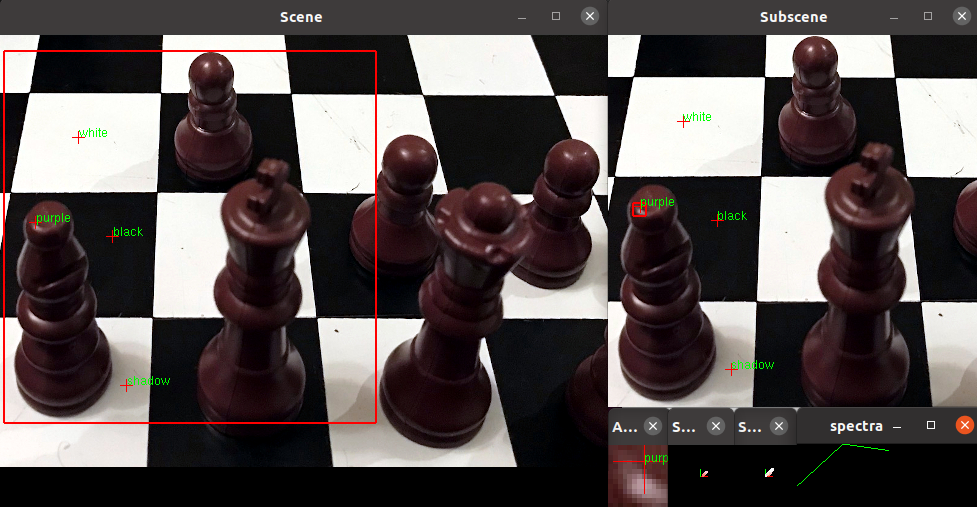 Scene
Subscene
white
purple
black
shadow
white
purple
black
shadow
A...
S...
S...
spectra
purp